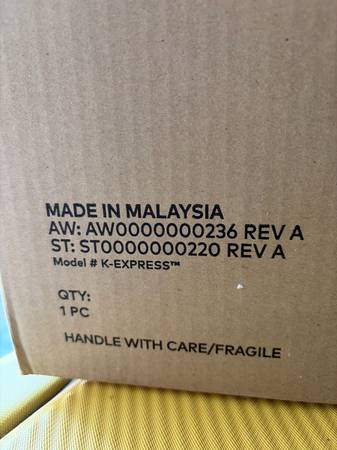 MADE IN MALAYSIA
AW: AW0000000236 REV A
ST: ST0000000220 REV A
Model # K-EXPRESS™
QTY:
1 PC
HANDLE WITH CARE/FRAGILE